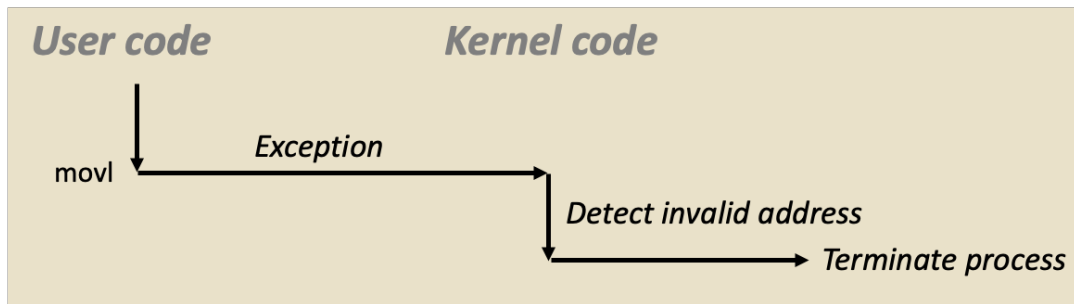 User code
Kernel code
Exception
movl
Detect invalid address
Terminate process